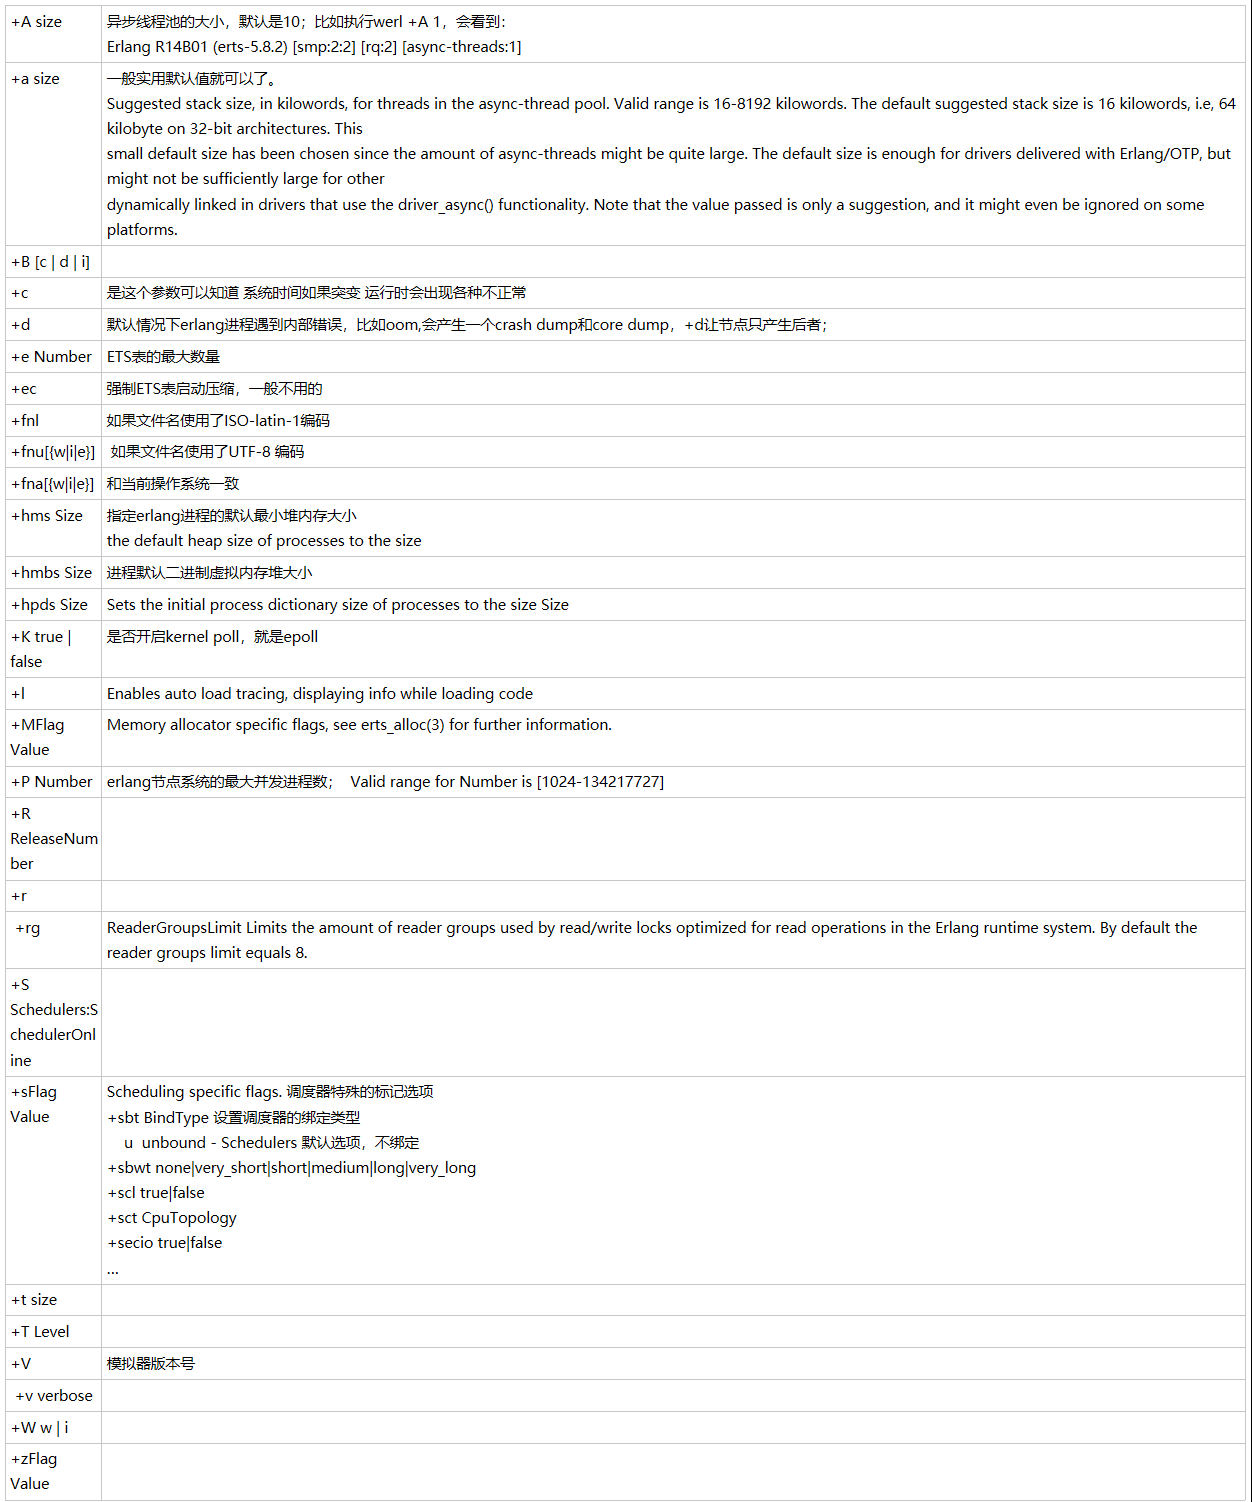 +A size
异步线程池的大小，默认是10；比如执行werl +A 1，会看到：
Erlang R14B01 (erts-5.8.2) [smp:2:2] [rq:2] [async-threads:1]
+a size
一般实用默认值就可以了。
Suggested stack size, in kilowords, for threads in the async-thread pool. Valid range is 16-8192 kilowords. The default suggested stack size is 16 kilowords, i.e, 64
kilobyte on 32-bit architectures. This
small default size has been chosen since the amount of async-threads might be quite large. The default size is enough for drivers delivered with Erlang/OTP, but
might not be sufficiently large for other
dynamically linked in drivers that use the driver_async() functionality. Note that the value passed is only a suggestion, and it might even be ignored on some
platforms.
+B [c | d | i]
+c
是这个参数可以知道 系统时间如果突变 运行时会出现各种不正常
+d
默认情况下erlang进程遇到内部错误，比如oom,会产生一个crash dump和core dump，+d让节点只产生后者；
+e Number
ETS表的最大数量
+ec
强制ETS表启动压缩，一般不用的
+fnl
如果文件名使用了ISO-latin-1编码
+fnu[{w|i|e}]
如果文件名使用了UTF-8 编码
+fna[{w|i|e}]
和当前操作系统一致
+hms Size
指定erlang进程的默认最小堆内存大小
the default heap size of processes to the size
+hmbs Size
进程默认二进制虚拟内存堆大小
+hpds Size
Sets the initial process dictionary size of processes to the size Size
+K true |
false
是否开启kernel poll，就是epoll
+l
Enables auto load tracing, displaying info while loading code
+MFlag
Value
Memory allocator specific flags, see erts_alloc(3) for further information.
+P Number
erlang节点系统的最大并发进程数； Valid range for Number is [1024-134217727]
+R
ReleaseNum
ber
+r
+rg
ReaderGroupsLimit Limits the amount of reader groups used by read/write locks optimized for read operations in the Erlang runtime system. By default the
reader groups limit equals 8.
+S
Schedulers:S
chedulerOnl
ine
+sFlag
Value
Scheduling specific flags. 调度器特殊的标记选项
+sbt BindType 设置调度器的绑定类型
u unbound - Schedulers 默认选项，不绑定
+sbwt none|very_short|short|medium|long|very_long
+scl true|false
+sct CpuTopology
+secio true|false
...
+t size
+T Level
+V
模拟器版本号
+v verbose
+W w | i
+zFlag
Value